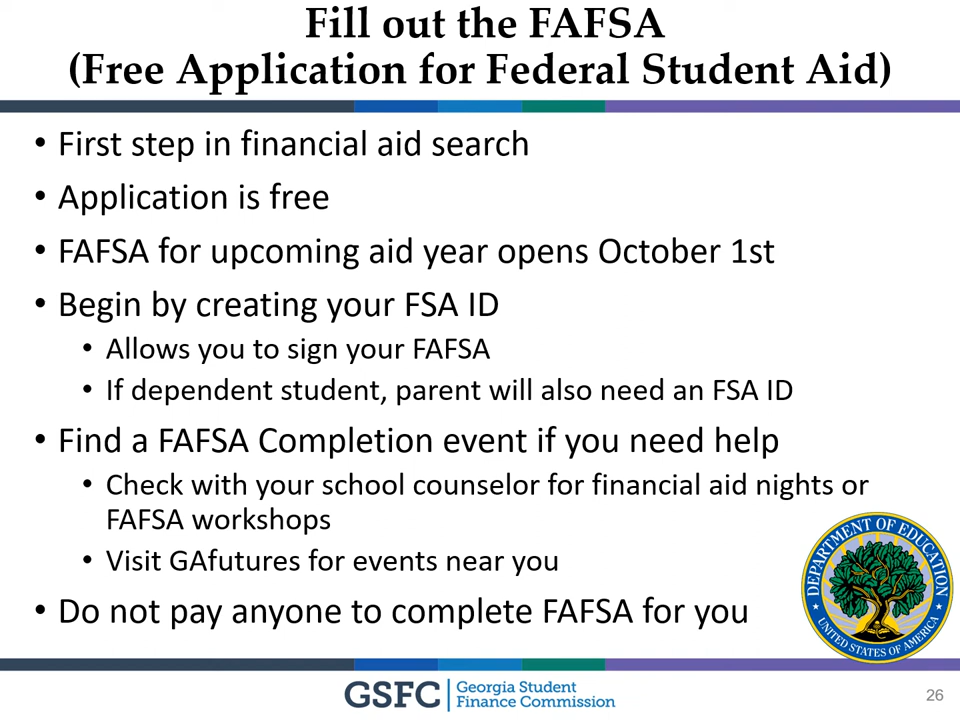 Fill out the FAFSA
(Free Application for Federal Student Aid)
• First step in financial aid search
• Application is free
• FAFSA for upcoming aid year opens October 1st
• Begin by creating your FSA ID
• Allows you to sign your FAFSA
• If dependent student, parent will also need an FSA ID
• Find a FAFSA Completion event if you need help
• Check with your school counselor for financial aid nights or
FAFSA workshops
• Visit GAfutures for events near you
• Do not pay anyone to complete FAFSA for you
DEPARTMENT OF EDUCATION
UNITED STATES OF AMERICA
GSFC
Georgia Student
Finance Commission
26